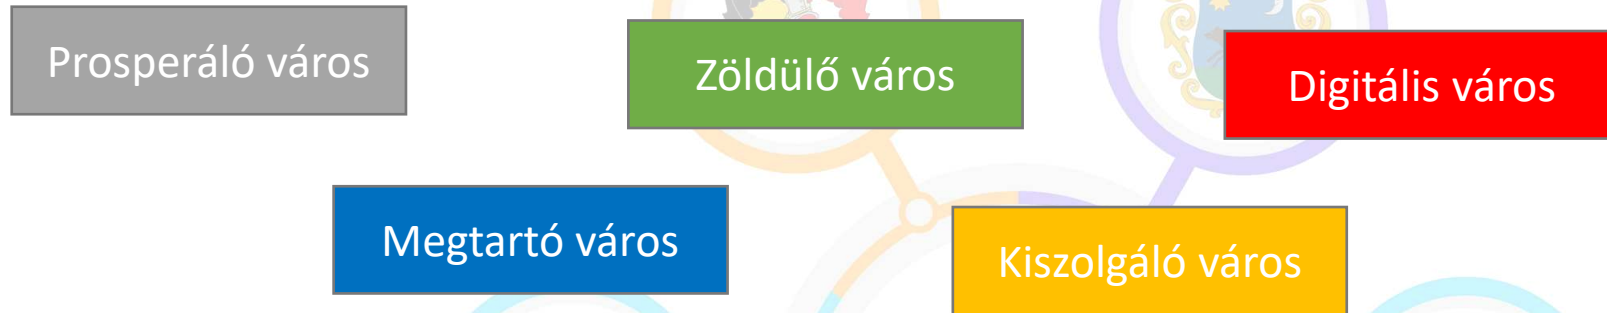 Prosperáló város
Zöldülő város
Digitális város
Megtartó város
Kiszolgáló város